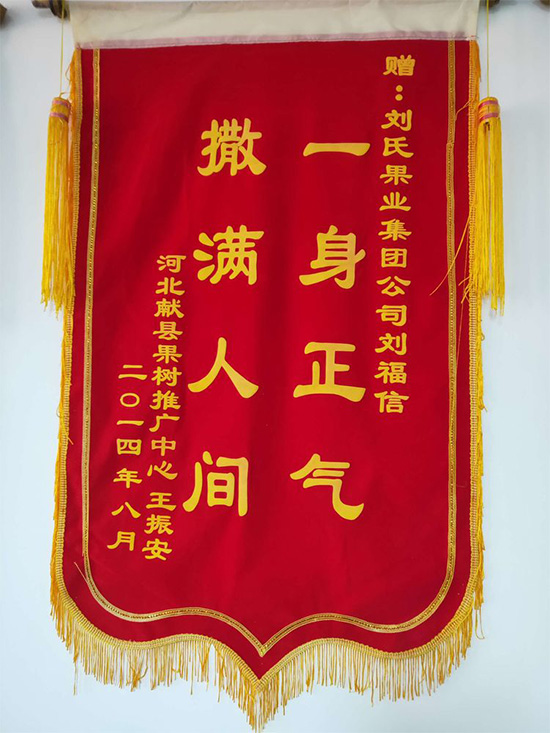 赠：刘氏果业集团公司刘福信
一身正气
撒满人间
河北献县果树推广中心 王振安
二〇一四年八月